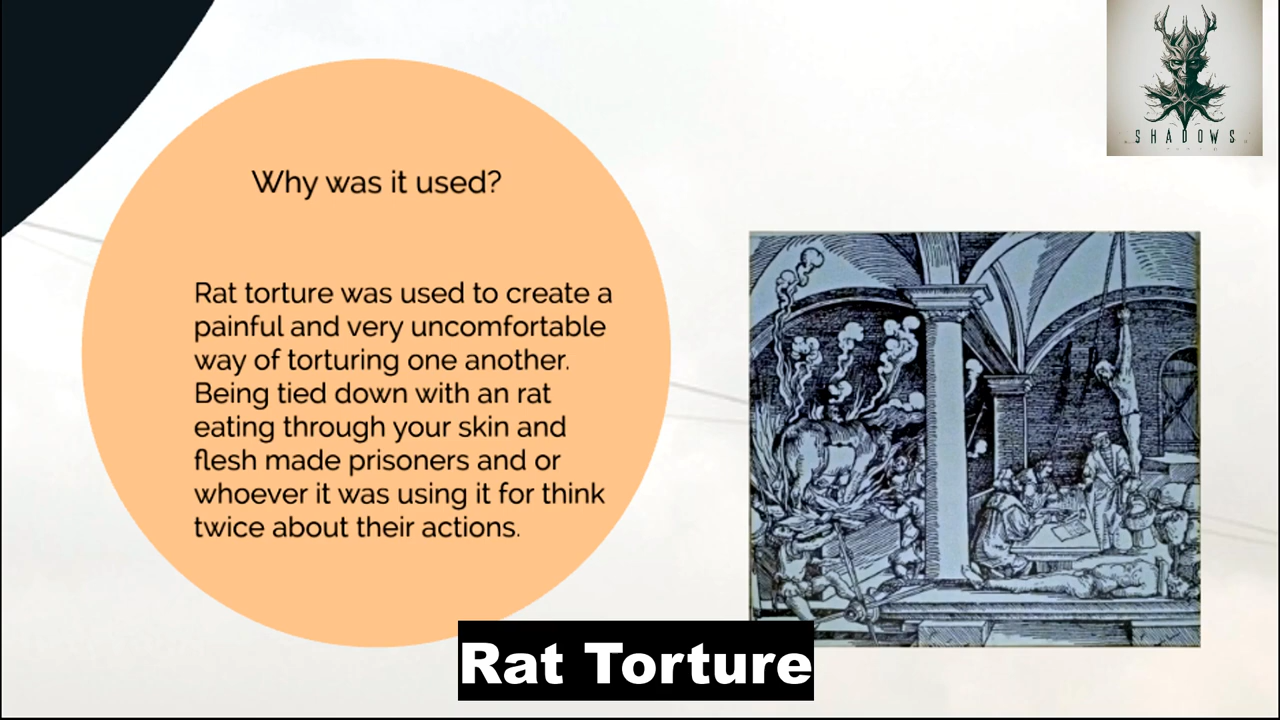 SHADOWS
Why was it used?
Rat torture was used to create a
painful and very uncomfortable
way of torturing one another.
Being tied down with an rat
eating through your skin and
flesh made prisoners and or
whoever it was using it for think
twice about their actions.
Rat Torture